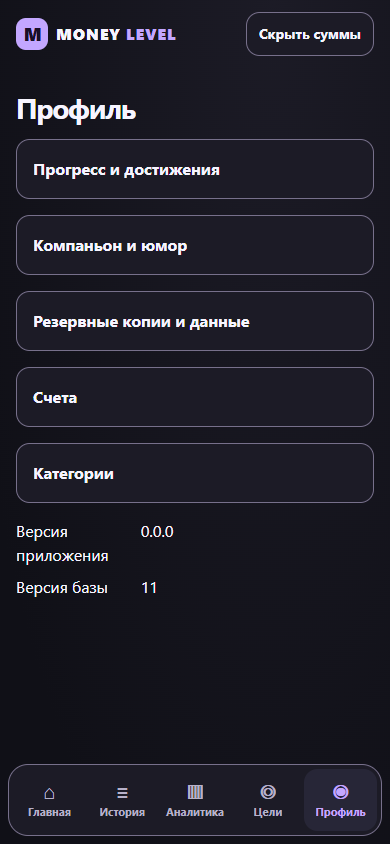 M MONEY LEVEL
Скрыть суммы
Профиль
Прогресс и достижения
Компаньон и юмор
Резервные копии и данные
Счета
Категории
Версия приложения 0.0.0
Версия базы 11
Главная
История
Аналитика
Цели
Профиль